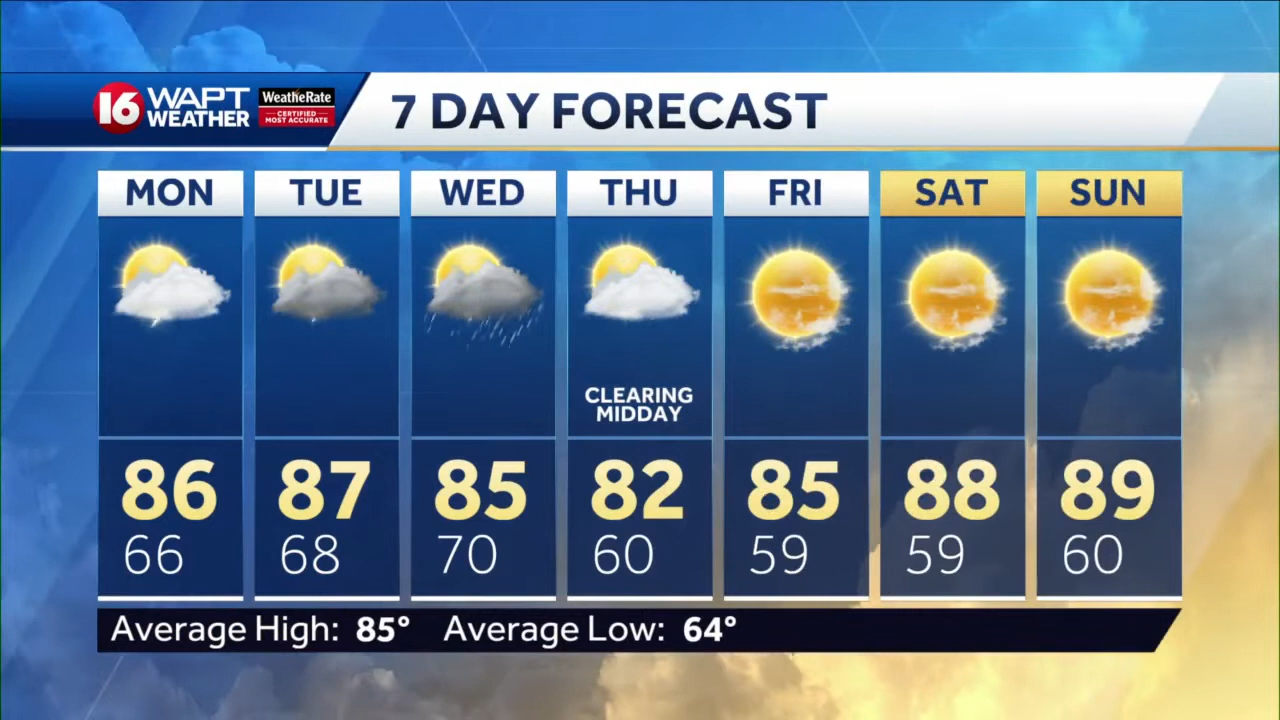 16 WAPT WEATHER
WeatheRate
CERTIFIED
MOST ACCURATE
7 DAY FORECAST
MON TUE WED THU FRI SAT SUN
CLEARING
MIDDAY
86 87 85 82 85 88 89
66 68 70 60 59 59 60
Average High: 85° Average Low: 64°